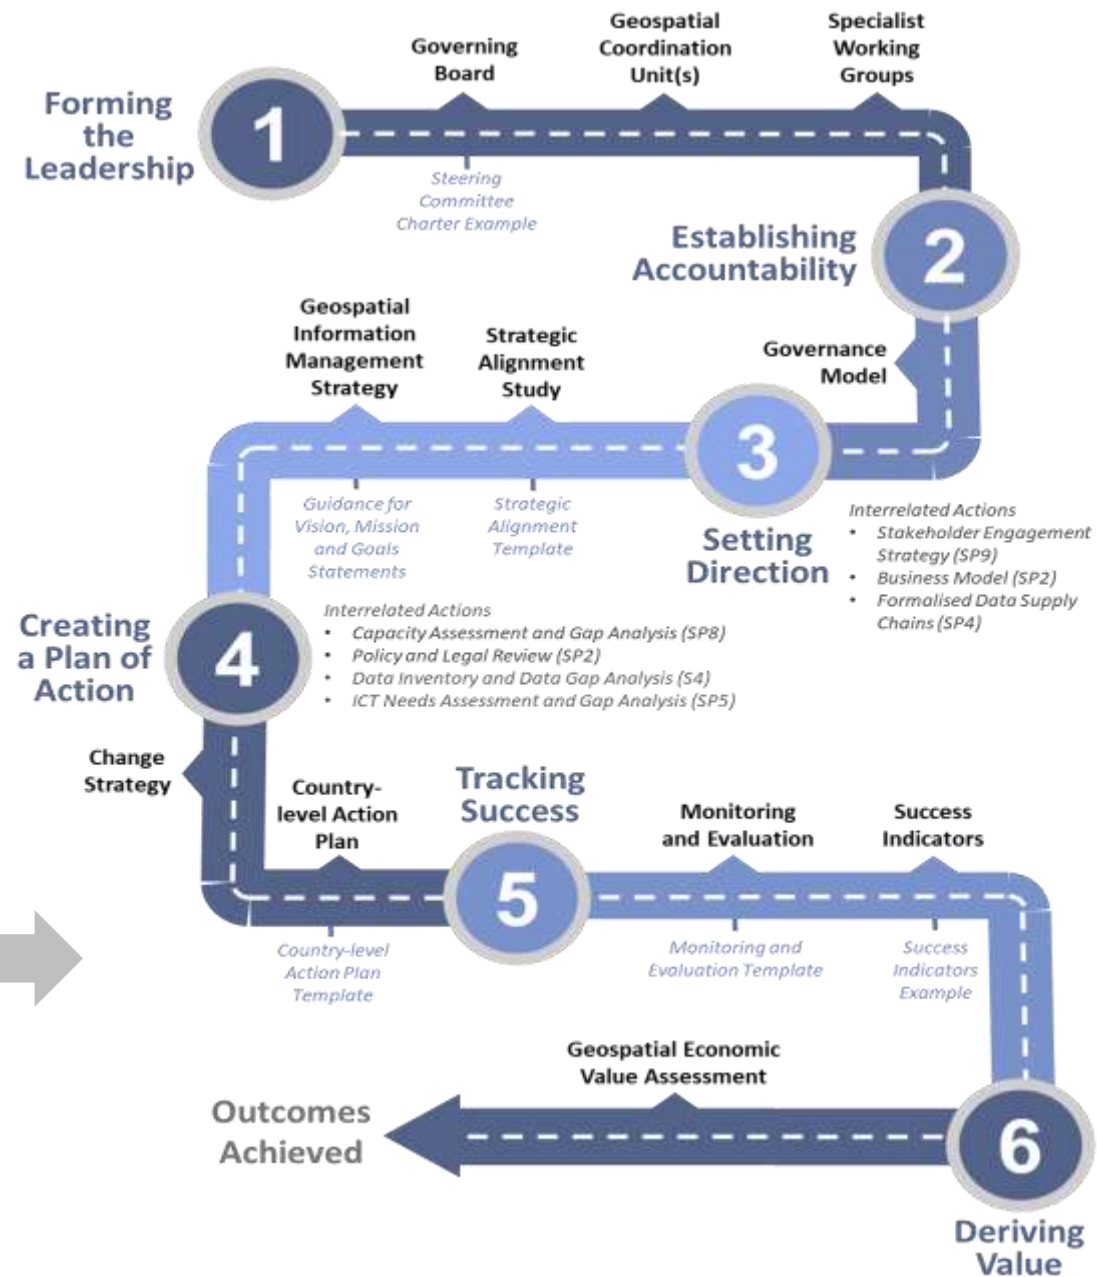 Governing
Board
Geospatial
Coordination
Unit(s)
Specialist
Working
Groups
Forming
the
Leadership
1
Steering
Committee
Charter Example
Establishing
Accountability
2
Governance
Model
Geospatial
Information
Management
Strategy
Strategic
Alignment
Study
3
Setting
Direction
Guidance for
Vision, Mission
and Goals
Statements
Strategic
Alignment
Template
Interrelated Actions
• Stakeholder Engagement
Strategy (SP9)
• Business Model (SP2)
• Formalised Data Supply
Chains (SP4)
Creating
a Plan of
Action
4
Interrelated Actions
• Capacity Assessment and Gap Analysis (SP8)
• Policy and Legal Review (SP2)
• Data Inventory and Data Gap Analysis (S4)
• ICT Needs Assessment and Gap Analysis (SP5)
Change
Strategy
Country-
level Action
Plan
Tracking
Success
5
Monitoring
and Evaluation
Success
Indicators
Country-level
Action Plan
Template
Monitoring and
Evaluation Template
Success
Indicators
Example
Geospatial Economic
Value Assessment
Outcomes
Achieved
6
Deriving
Value